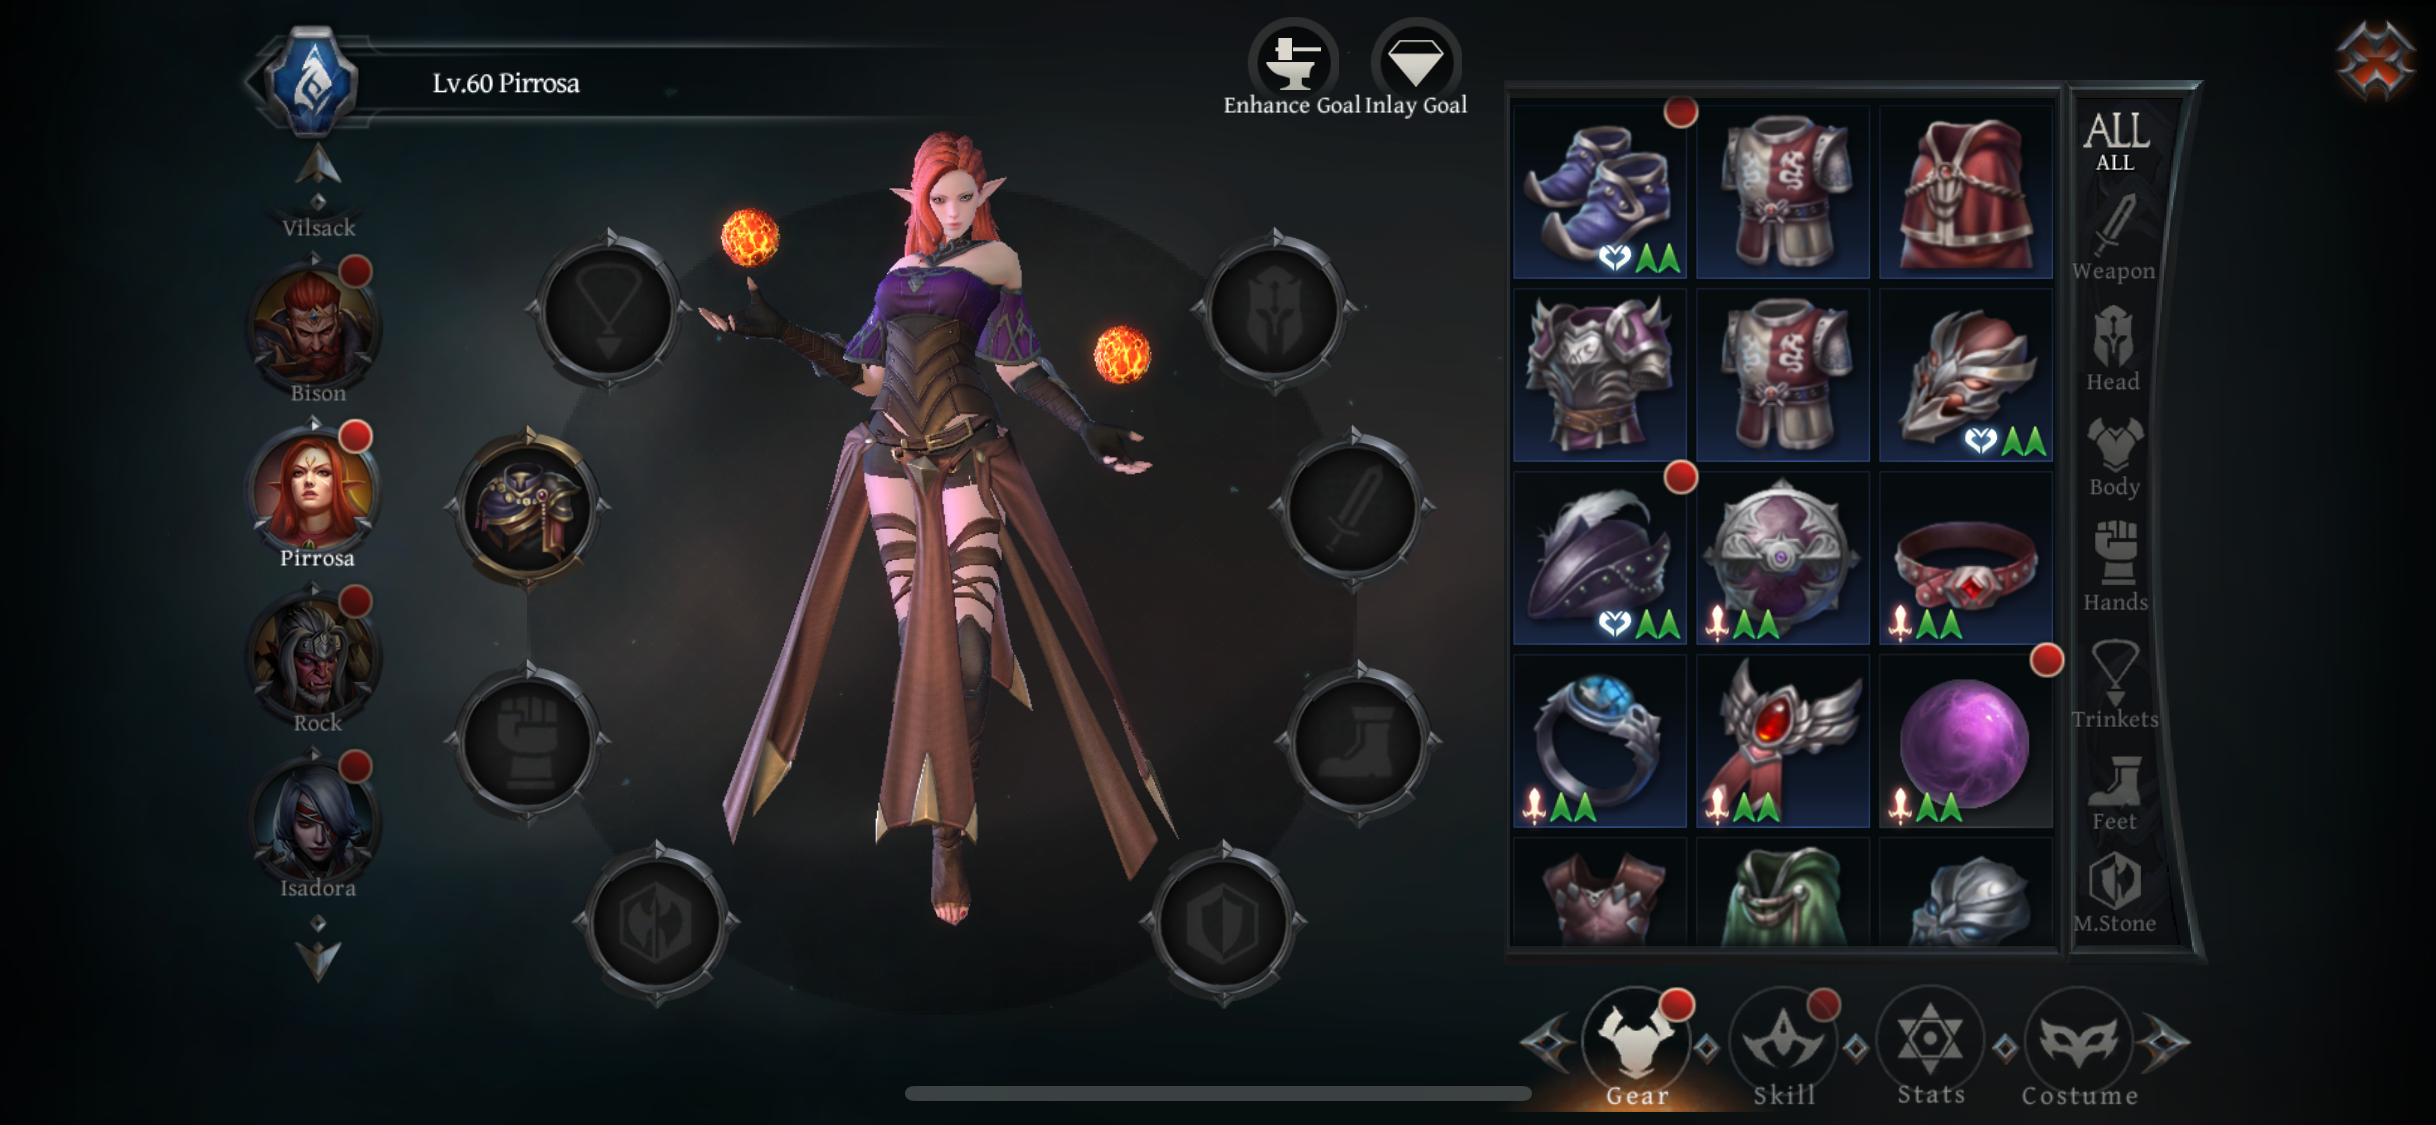 Lv.60 Pirrosa
Enhance Goal
Inlay Goal
Vilsack
Bison
Pirrosa
Rock
Isadora
ALL
ALL
Weapon
Head
Body
Hands
Trinkets
Feet
M.Stone
Gear
Skill
Stats
Costume